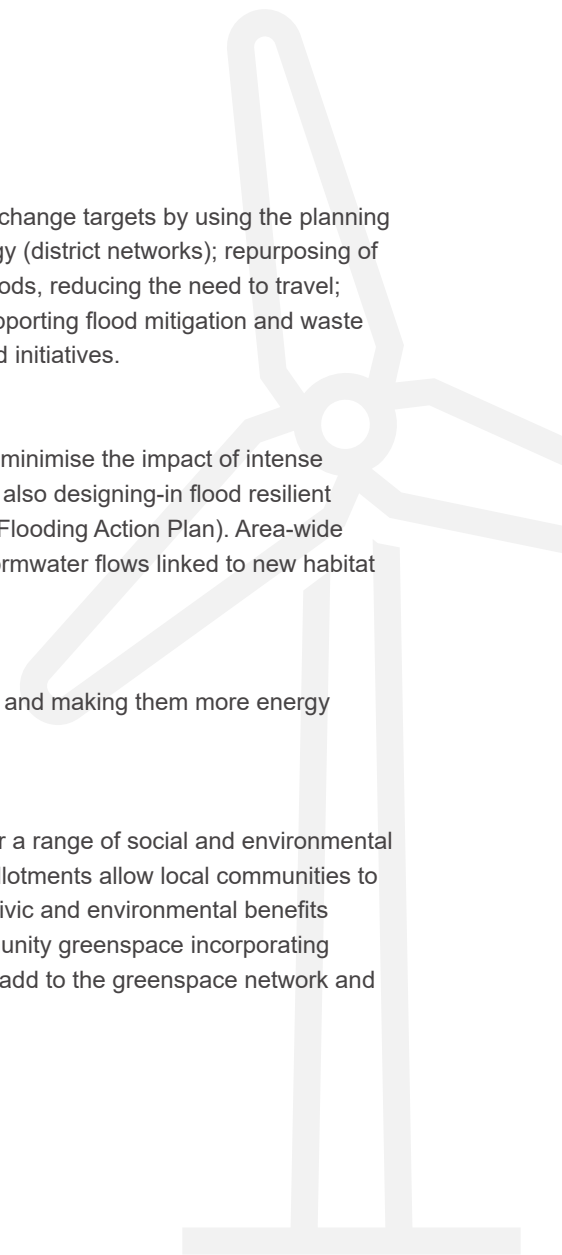 change targets by using the planning
gy (district networks); repurposing of
ods, reducing the need to travel;
pporting flood mitigation and waste
d initiatives.
minimise the impact of intense
also designing-in flood resilient
Flooding Action Plan). Area-wide
ormwater flows linked to new habitat
and making them more energy
r a range of social and environmental
llotments allow local communities to
ivic and environmental benefits
unity greenspace incorporating
add to the greenspace network and